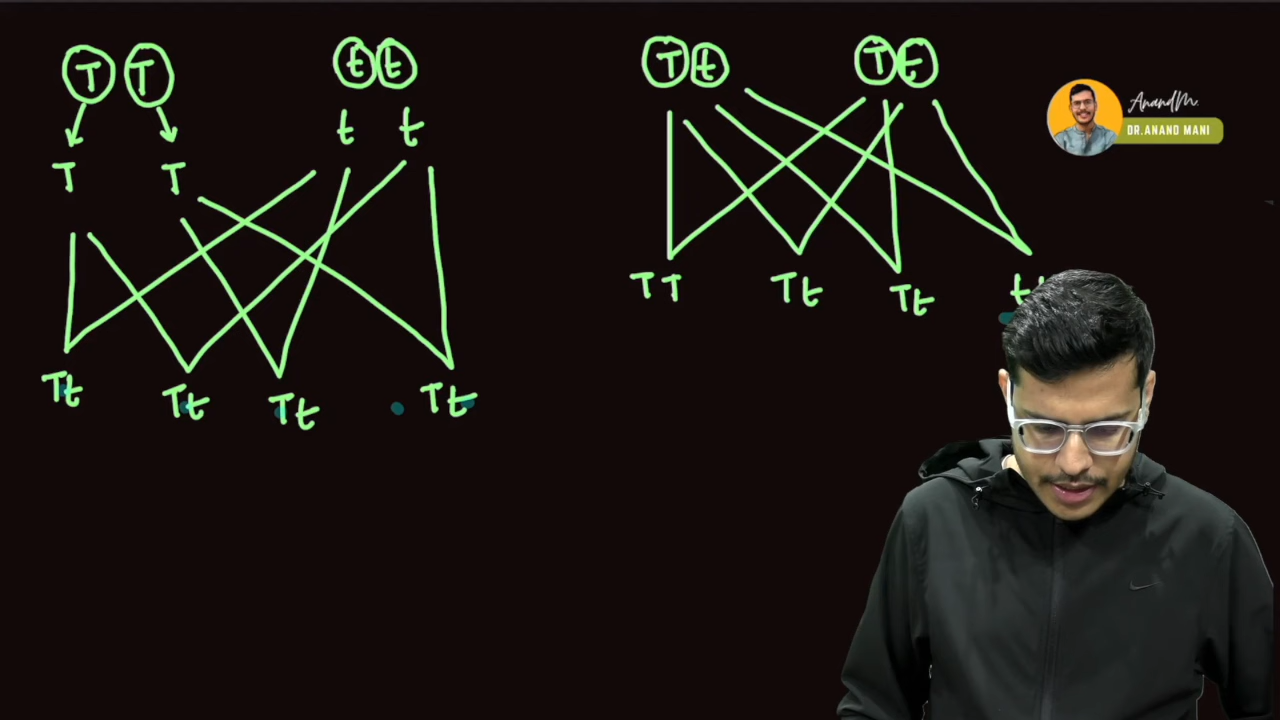 T T
t t
t t
T T
Tt Tt Tt Tt
T t T t
TT Tt Tt
AnandM.
DR.ANAND MANI